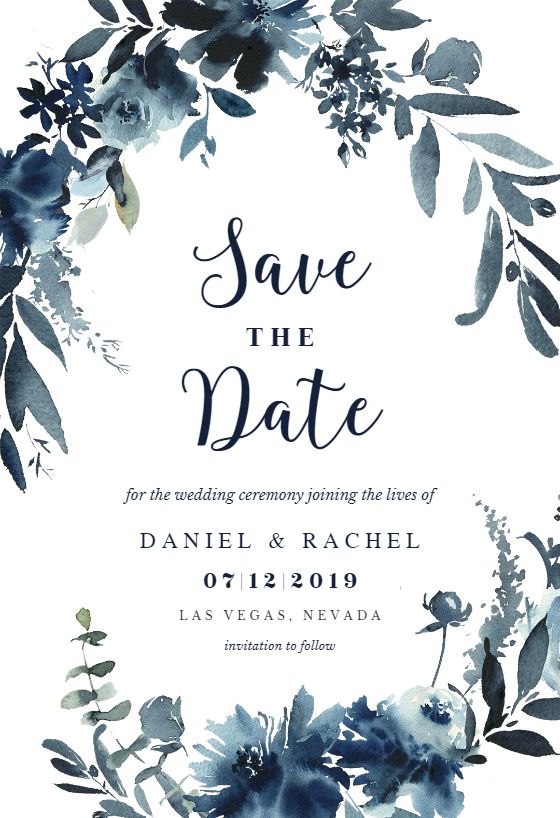 Save
THE
Date
for the wedding ceremony joining the lives of
DANIEL & RACHEL
07|12|2019
LAS VEGAS, NEVADA
invitation to follow